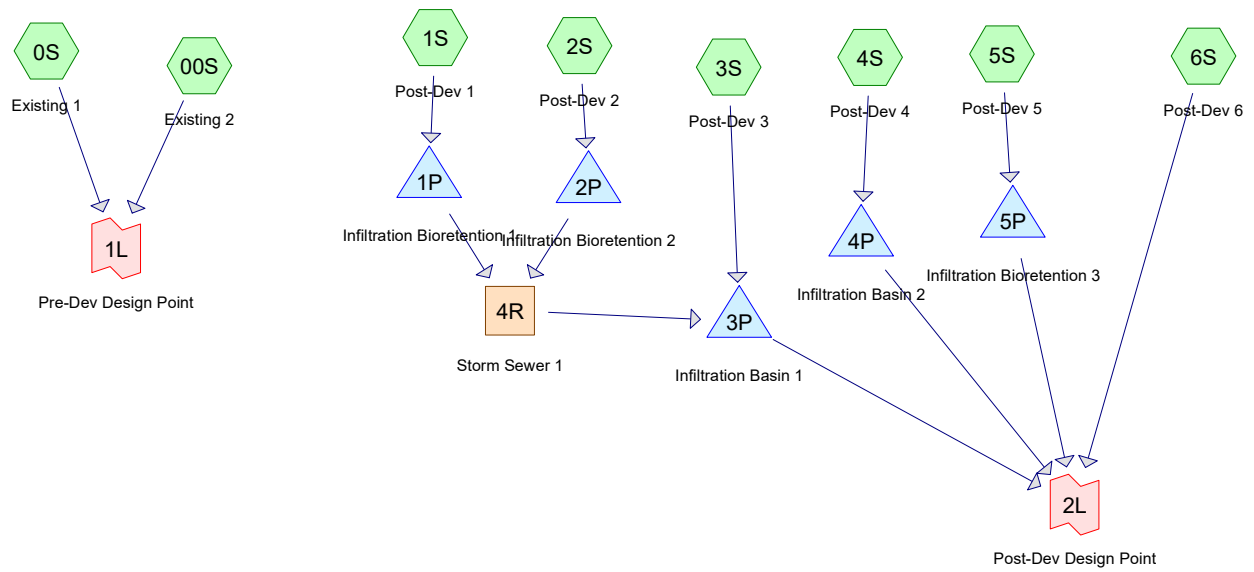 0S
Existing 1
00S
Existing 2
1L
Pre-Dev Design Point
1S
Post-Dev 1
2S
Post-Dev 2
3S
Post-Dev 3
4S
Post-Dev 4
5S
Post-Dev 5
6S
Post-Dev 6
1P
Infiltration Bioretention 1
2P
Infiltration Bioretention 2
4P
Infiltration Basin 2
5P
Infiltration Bioretention 3
4R
Storm Sewer 1
3P
Infiltration Basin 1
2L
Post-Dev Design Point